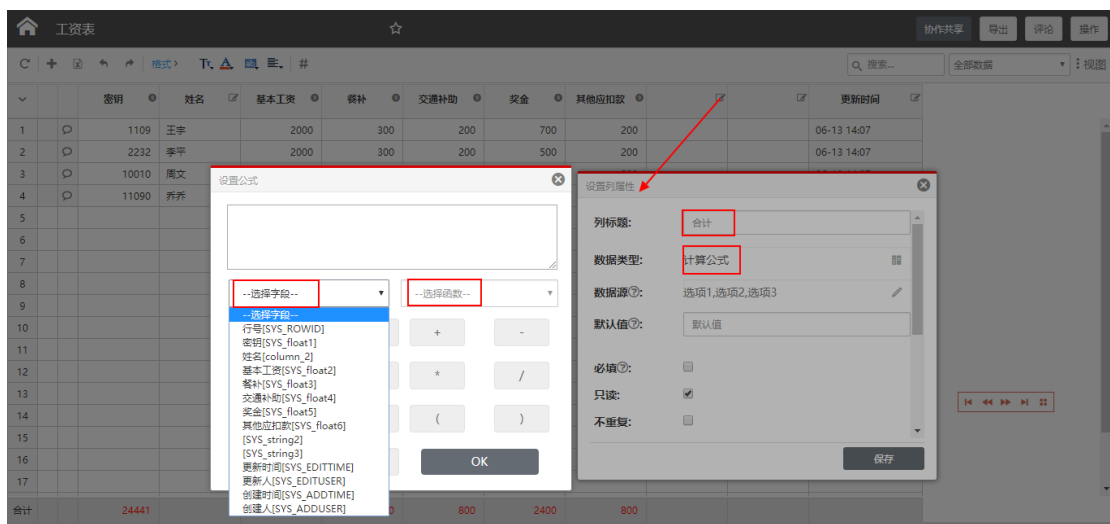 工资表
协作共享 导出 评论 操作
格式 Tt A #
搜索... 全部数据 视图
密钥 姓名 基本工资 餐补 交通补助 奖金 其他应扣款 更新时间
1 1109 王宇 2000 300 200 700 200 06-13 14:07
2 2232 李平 2000 300 200 500 200 06-13 14:07
3 10010 周文
4 11090 乔乔
5
6
7
8
9
10
11
12
13
14
15
16
17
合计 24441 800 2400 800
设置公式
--选择字段-- --选择函数--
--选择字段--
行号[SYS_ROWID]
密钥[SYS_float1]
姓名[column_2]
基本工资[SYS_float2]
餐补[SYS_float3]
交通补助[SYS_float4]
奖金[SYS_float5]
其他应扣款[SYS_float6]
[SYS_string2]
[SYS_string3]
更新时间[SYS_EDITTIME]
更新人[SYS_EDITUSER]
创建时间[SYS_ADDTIME]
创建人[SYS_ADDUSER]
+ -
* /
( )
OK
设置列属性
列标题: 合计
数据类型: 计算公式
数据源?: 选项1,选项2,选项3
默认值?: 默认值
必填?:
只读:
不重复:
保存